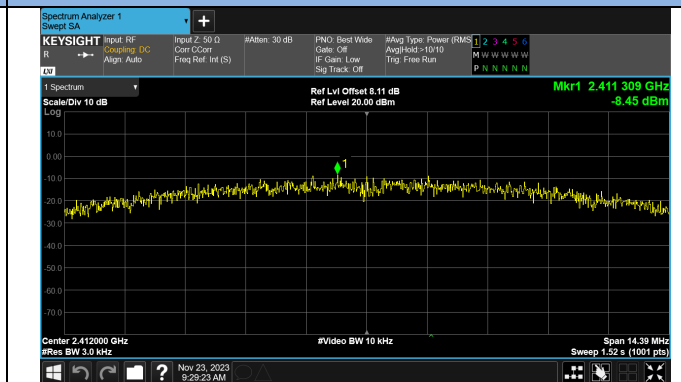 Spectrum Analyzer 1
Swept SA
+
KEYSIGHT
R
LXI
Input: RF
Coupling: DC
Align: Auto
Input Z: 50 Ω
Corr CCorr
Freq Ref: Int (S)
#Atten: 30 dB
PNO: Best Wide
Gate: Off
IF Gain: Low
Sig Track: Off
#Avg Type: Power (RMS
Avg|Hold:>10/10
Trig: Free Run
1 2 3 4 5 6
M W W W W W
P N N N N N
1 Spectrum
Scale/Div 10 dB
Log
Ref Lvl Offset 8.11 dB
Ref Level 20.00 dBm
Mkr1 2.411 309 GHz
-8.45 dBm
10.0
0.00
-10.0
-20.0
-30.0
-40.0
-50.0
-60.0
-70.0
1
Center 2.412000 GHz
#Res BW 3.0 kHz
#Video BW 10 kHz
Span 14.39 MHz
Sweep 1.52 s (1001 pts)
?
Nov 23, 2023
9:29:23 AM